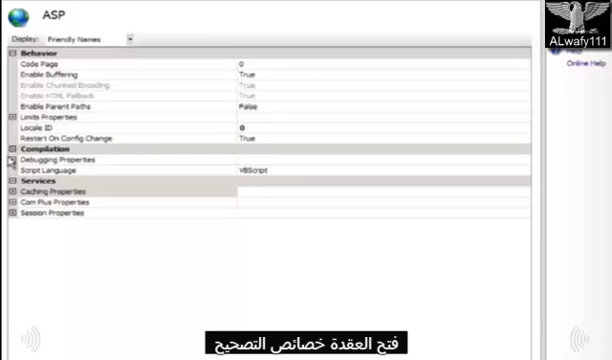 ASP
Display: Friendly Names
Behavior
Code Page 0
Enable Buffering True
Enable Chunked Encoding True
Enable HTML Fallback True
Enable Parent Paths False
Limits Properties
Locale ID 0
Restart On Config Change True
Compilation
Debugging Properties
Script Language VBScript
Services
Caching Properties
Com Plus Properties
Session Properties
ALwafy111
Help
Online Help
فتح العقدة خصائص التصحيح